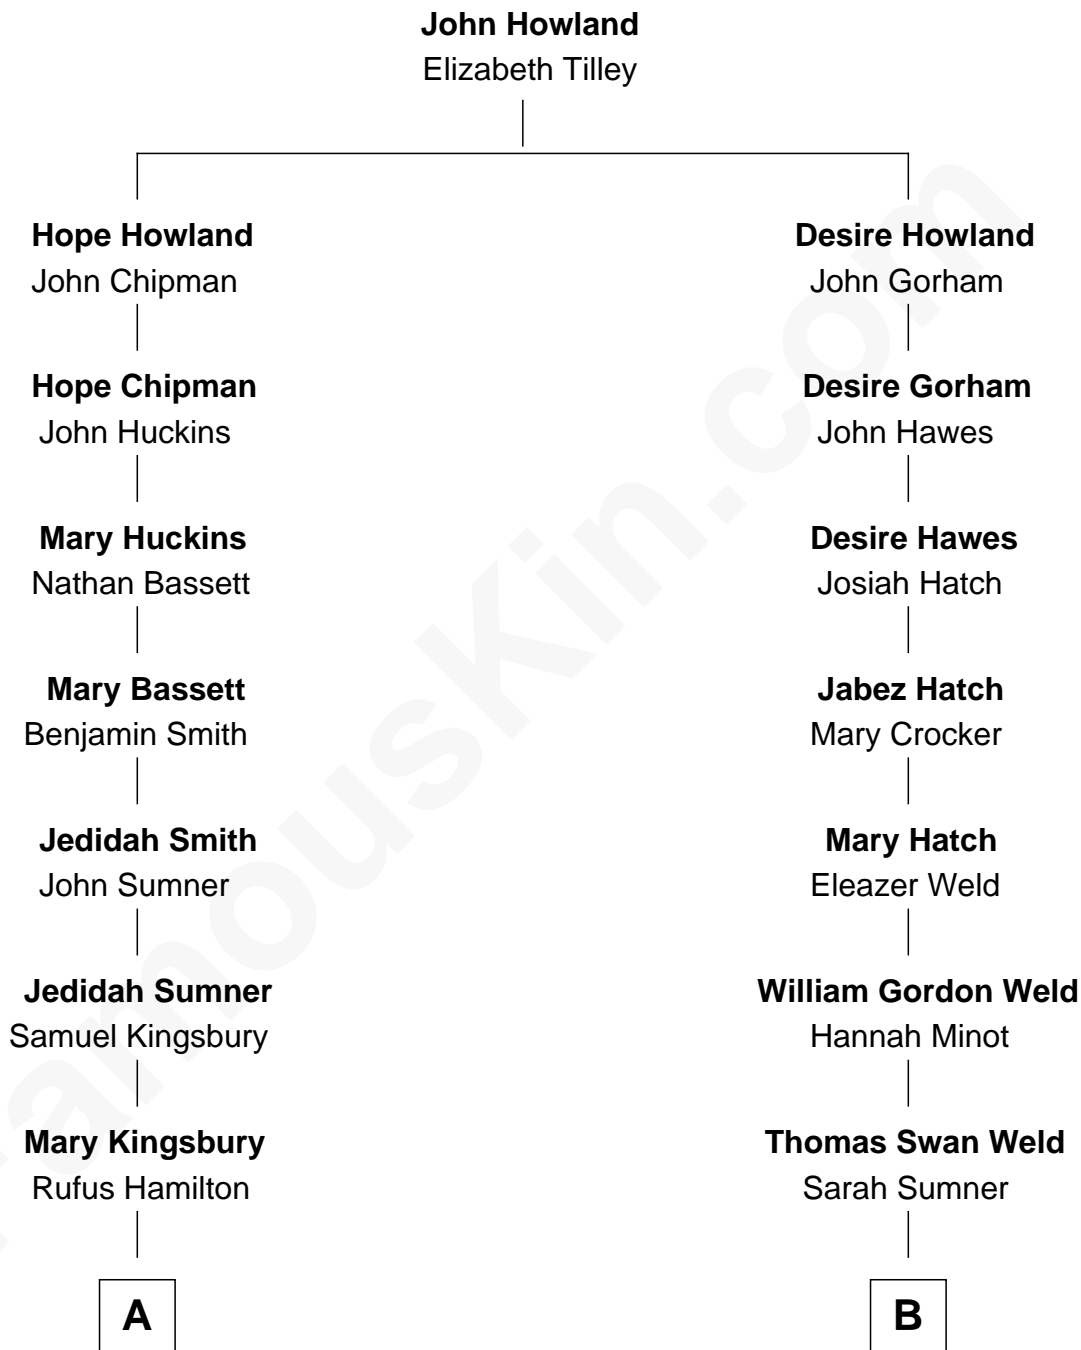 John Howland
Elizabeth Tilley
Hope Howland
John Chipman
Desire Howland
John Gorham
Hope Chipman
John Huckins
Desire Gorham
John Hawes
Mary Huckins
Nathan Bassett
Desire Hawes
Josiah Hatch
Mary Bassett
Benjamin Smith
Jabez Hatch
Mary Crocker
Jedidah Smith
John Sumner
Mary Hatch
Eleazer Weld
Jedidah Sumner
Samuel Kingsbury
William Gordon Weld
Hannah Minot
Mary Kingsbury
Rufus Hamilton
Thomas Swan Weld
Sarah Sumner
A
B
FamousKin.com